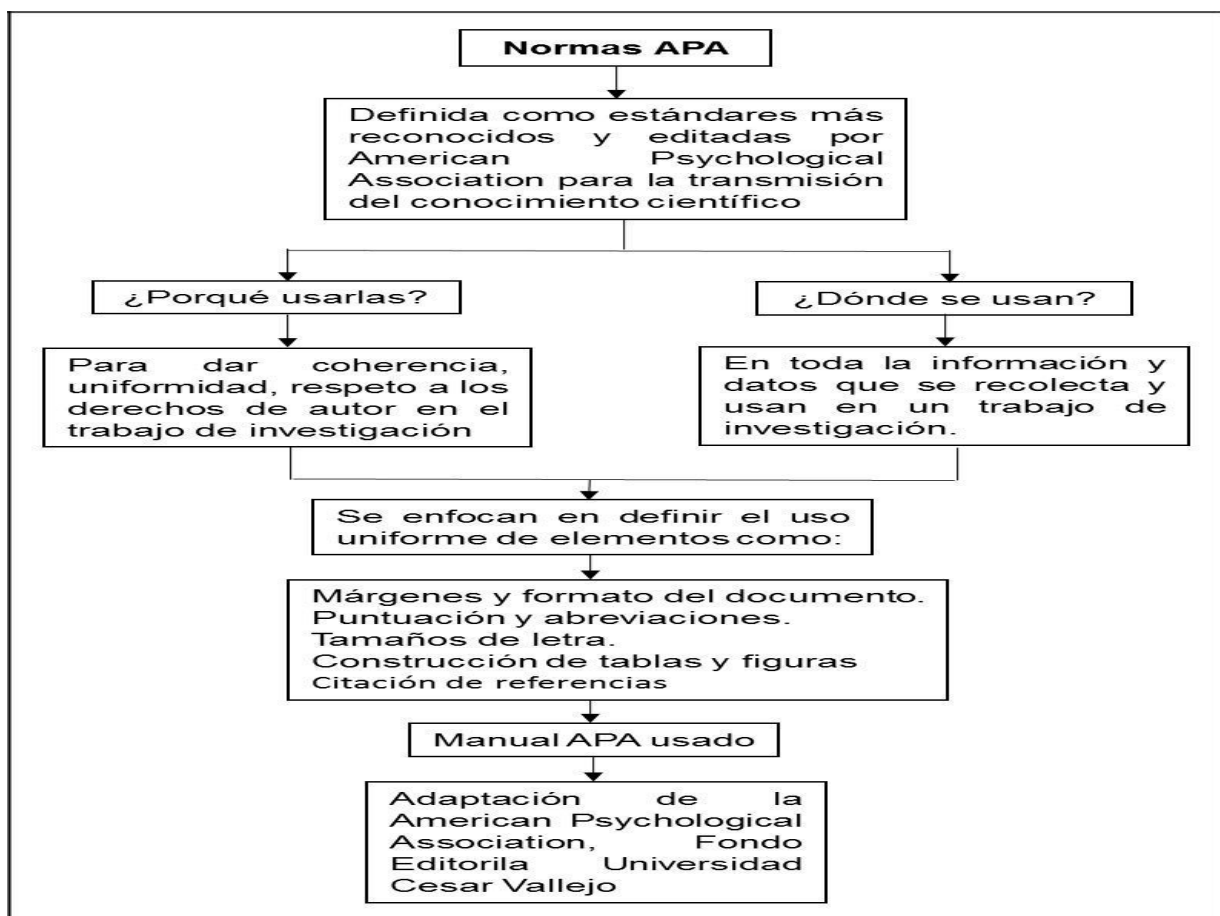 Normas APA
Definida como estándares más
reconocidos y editadas por
American Psychological
Association para la transmisión
del conocimiento científico
¿Porqué usarlas?
¿Dónde se usan?
Para dar coherencia,
uniformidad, respeto a los
derechos de autor en el
trabajo de investigación
En toda la información y
datos que se recolecta y
usan en un trabajo de
investigación.
Se enfocan en definir el uso
uniforme de elementos como:
Márgenes y formato del documento.
Puntuación y abreviaciones.
Tamaños de letra.
Construcción de tablas y figuras
Citación de referencias
Manual APA usado
Adaptación de la
American Psychological
Association, Fondo
Editorila Universidad
Cesar Vallejo